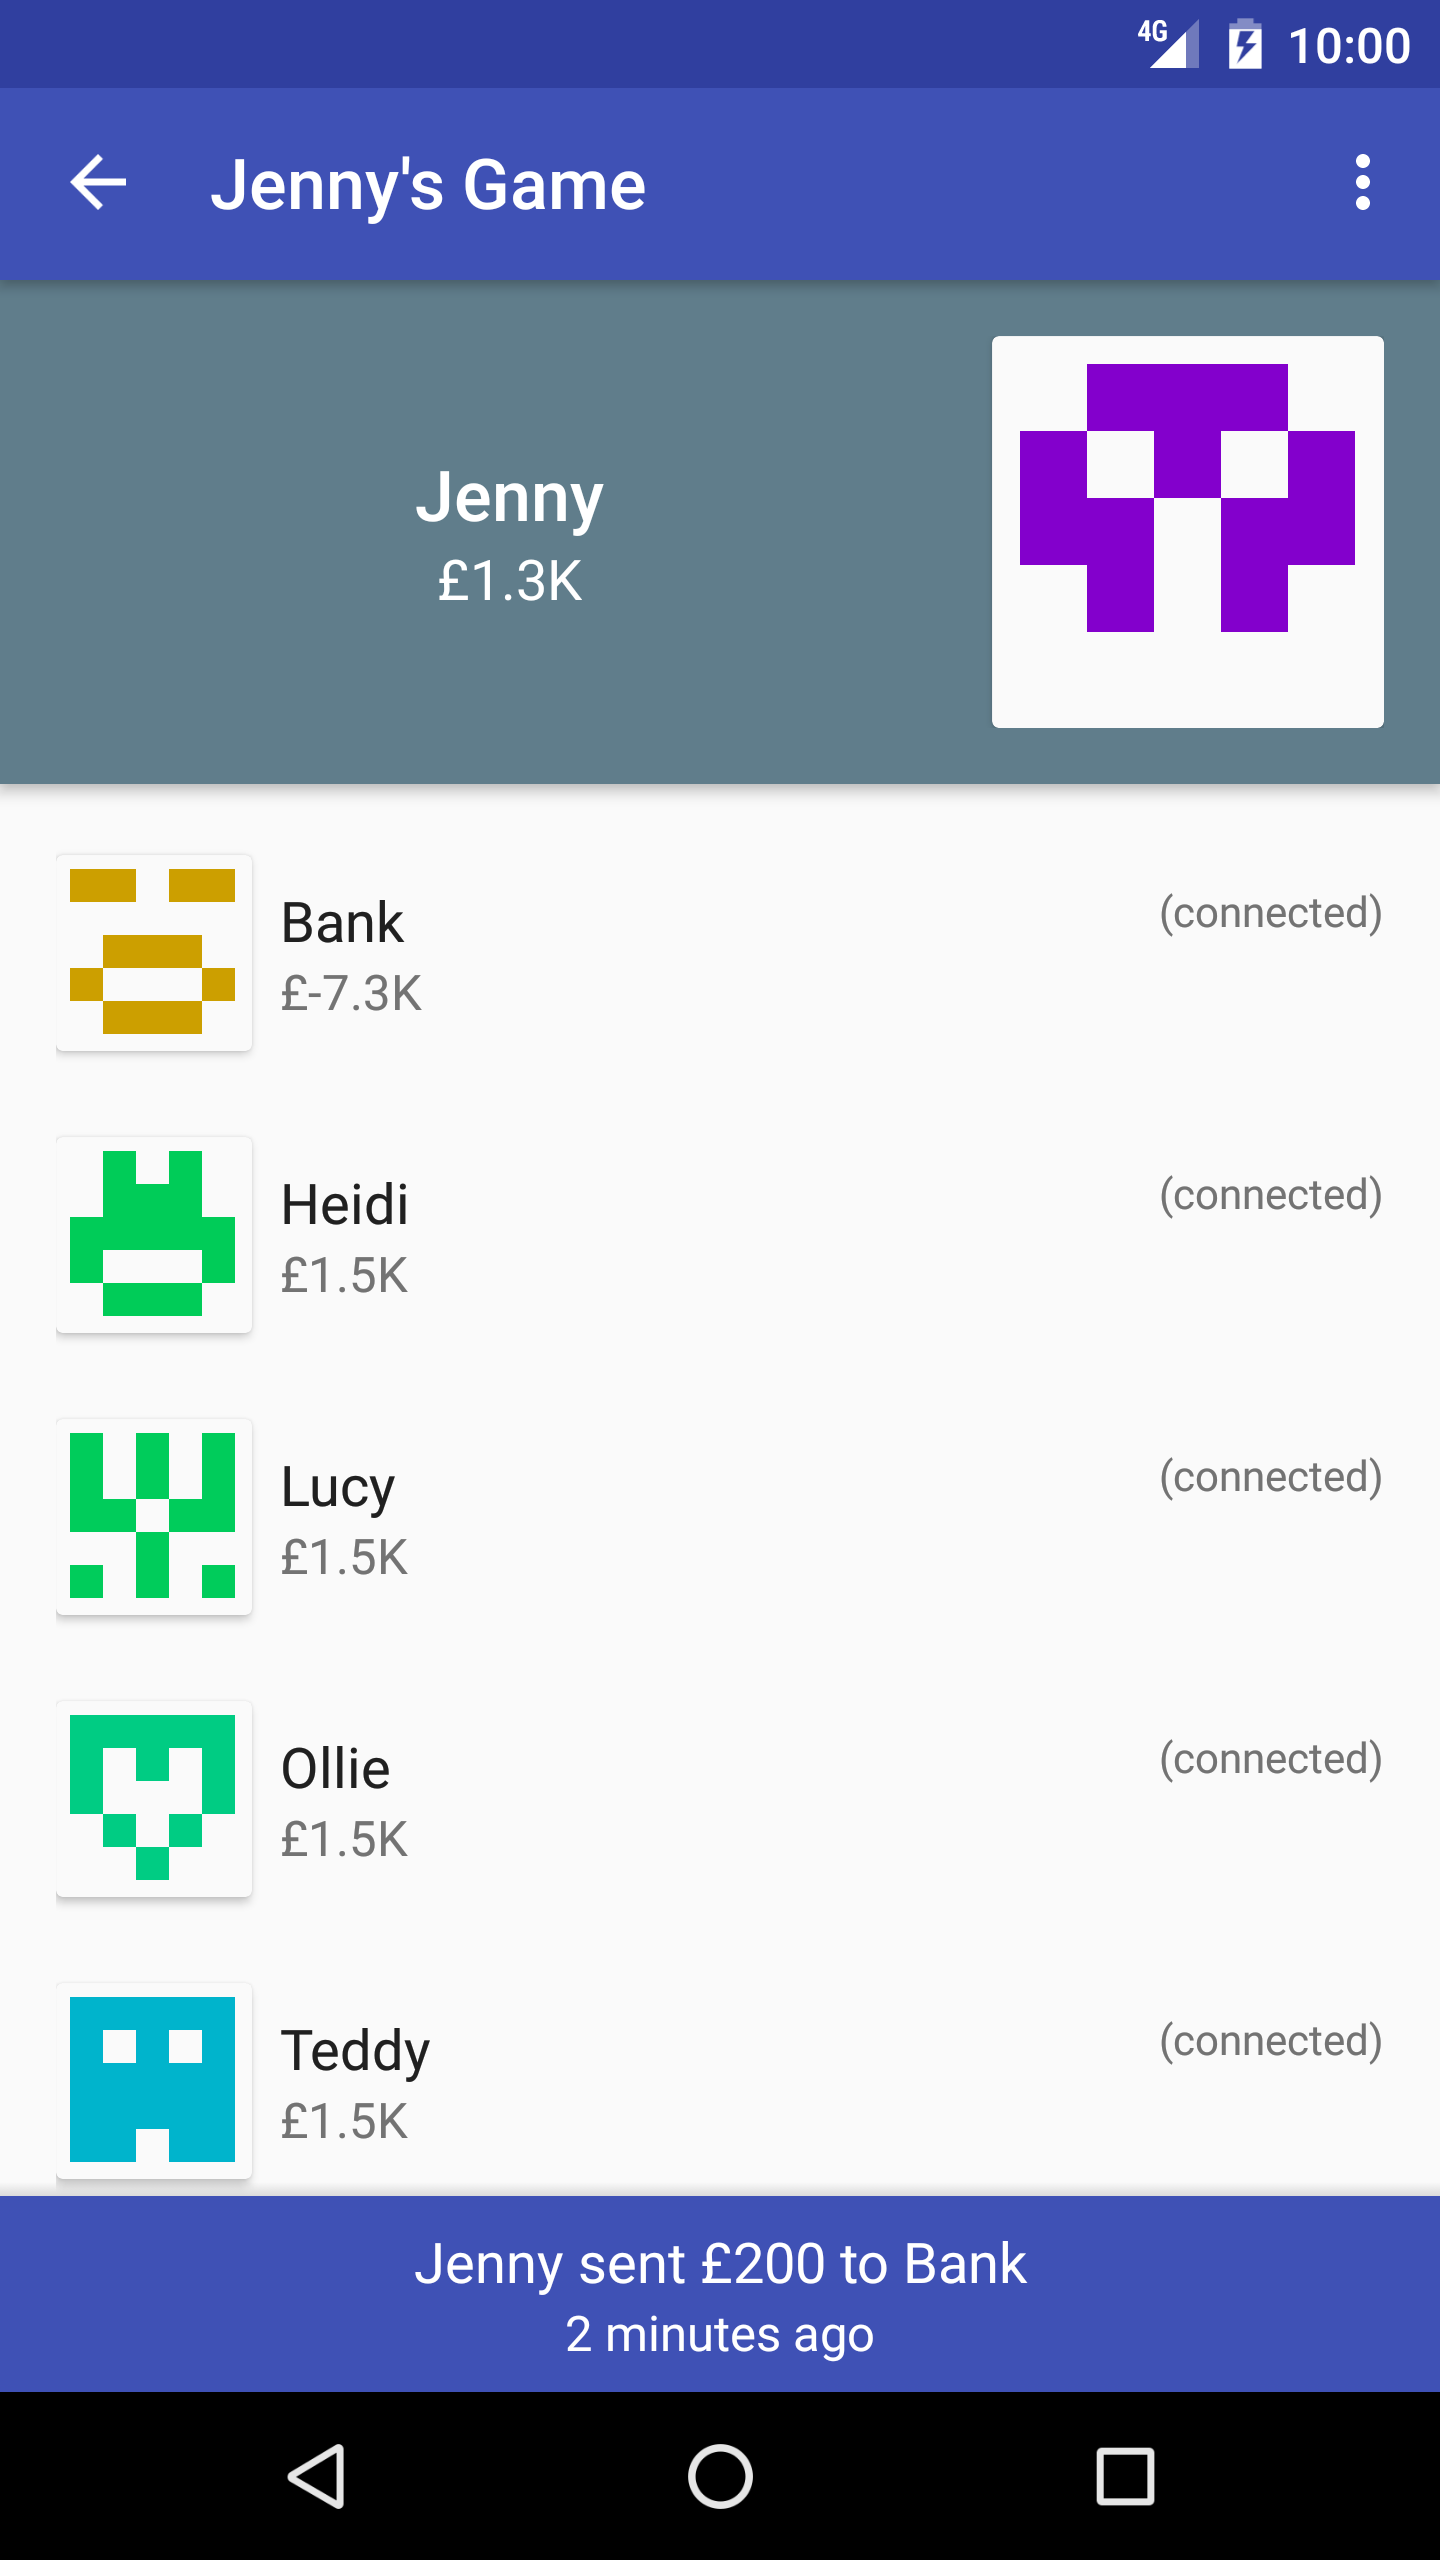 4G 10:00
Jenny's Game
Jenny
£1.3K
Bank
(connected)
£-7.3K
Heidi
(connected)
£1.5K
Lucy
(connected)
£1.5K
Ollie
(connected)
£1.5K
Teddy
(connected)
£1.5K
Jenny sent £200 to Bank
2 minutes ago